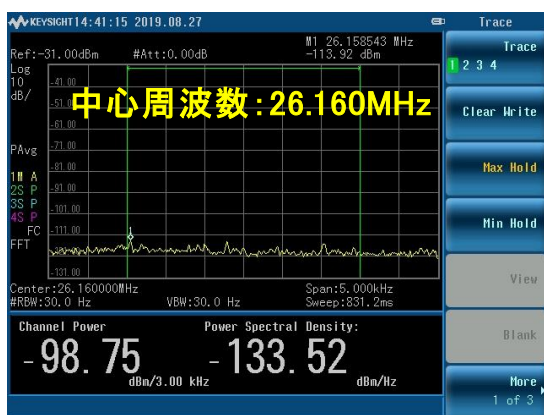 KEYSIGHT 14:41:15 2019.08.27
Trace
Ref:-31.00dBm #Att:0.00dB
M1 26.158543 MHz
-113.92 dBm
Log
10
dB/
-41.00
-51.00
中心周波数:26.160MHz
-61.00
PAvg
-71.00
-81.00
1M A
2S P
-91.00
3S P
-101.00
4S P
FC
-111.00
1
FFT
-131.00
Center:26.160000MHz
Span:5.000kHz
#RBW:30.0 Hz VBW:30.0 Hz Sweep:831.2ms
Channel Power
Power Spectral Density:
-98.75 dBm/3.00 kHz
-133.52 dBm/Hz
Trace
1 2 3 4
Clear Write
Max Hold
Min Hold
View
Blank
More
1 of 3